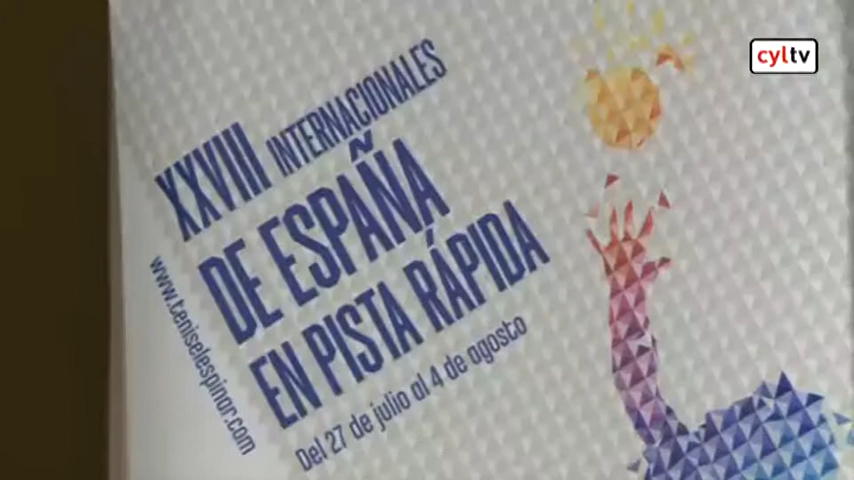 cyltv
XXVIII INTERNACIONALES
DE ESPAÑA
EN PISTA RÁPIDA
Del 27 de julio al 4 de agosto
www.teniselespinar.com